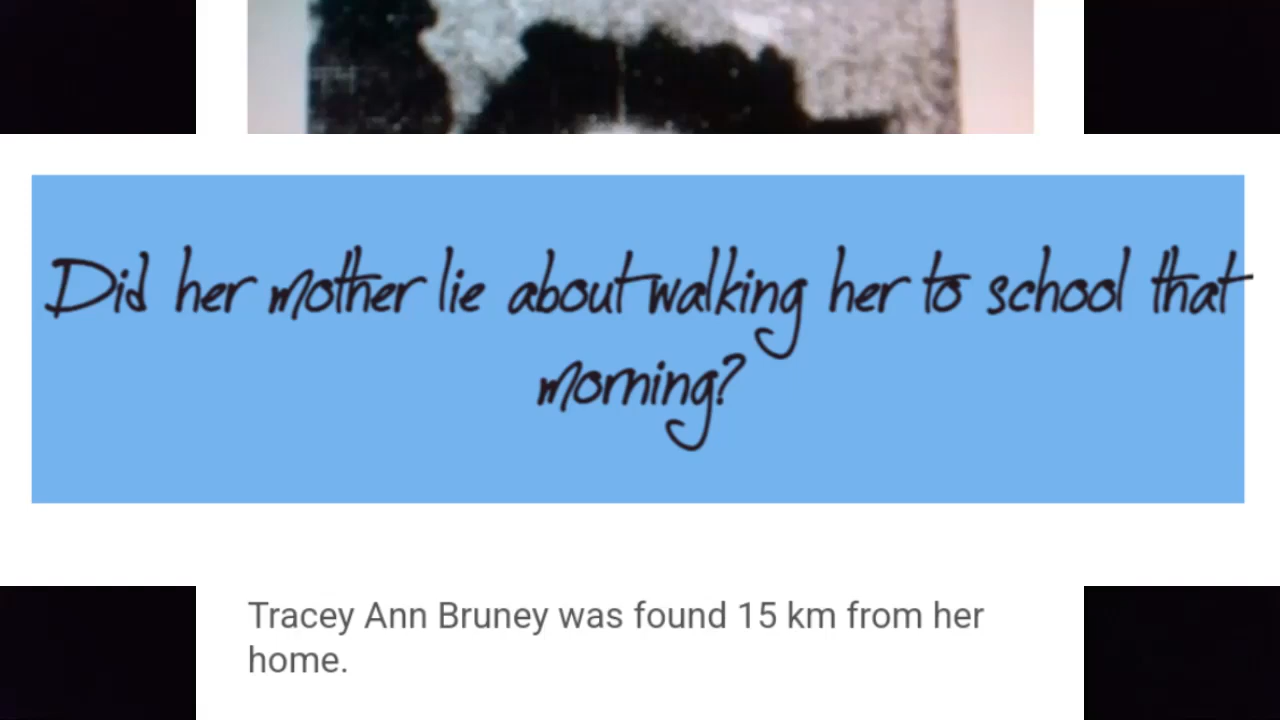 Did her mother lie about walking her to school that
morning?
Tracey Ann Bruney was found 15 km from her
home.